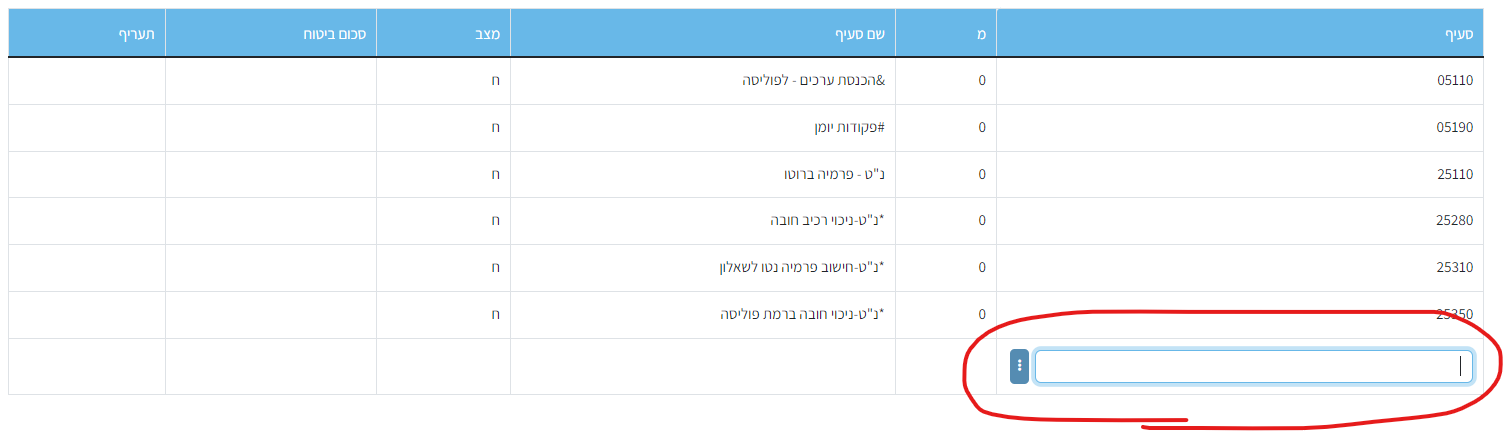 סעיף מ שם סעיף מצב סכום ביטוח תעריף
05110 0 &הכנסת ערכים - לפוליסה ח
05190 0 #פקודות יומן ח
25110 0 נ"ט - פרמיה ברוטו ח
25280 0 *נ"ט-ניכוי רכיב חובה ח
25310 0 *נ"ט-חישוב פרמיה נטו לשאלון ח
25350 0 *נ"ט-ניכוי חובה ברמת פוליסה ח